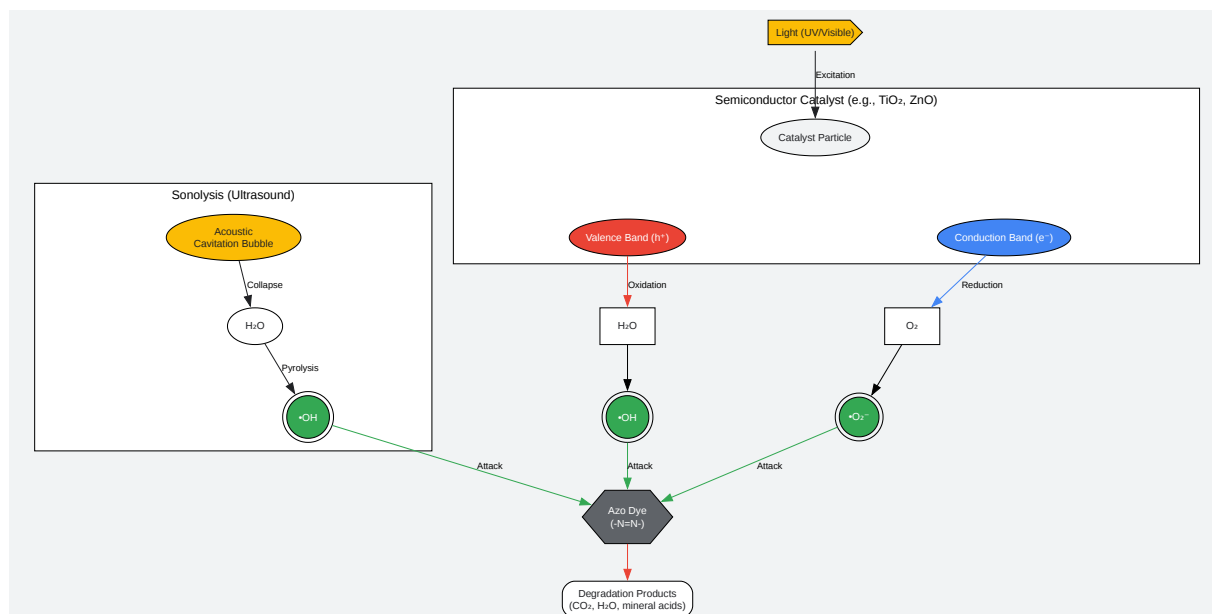 Light (UV/Visible)
Excitation
Semiconductor Catalyst (e.g., TiO₂, ZnO)
Catalyst Particle
Sonolysis (Ultrasound)
Acoustic
Cavitation Bubble
Valence Band (h⁺)
Conduction Band (e⁻)
Collapse
Oxidation
Reduction
H₂O
H₂O
O₂
Pyrolysis
•OH
•OH
•O₂⁻
Attack
Attack
Attack
Azo Dye
(-N=N-)
Degradation Products
(CO₂, H₂O, mineral acids)